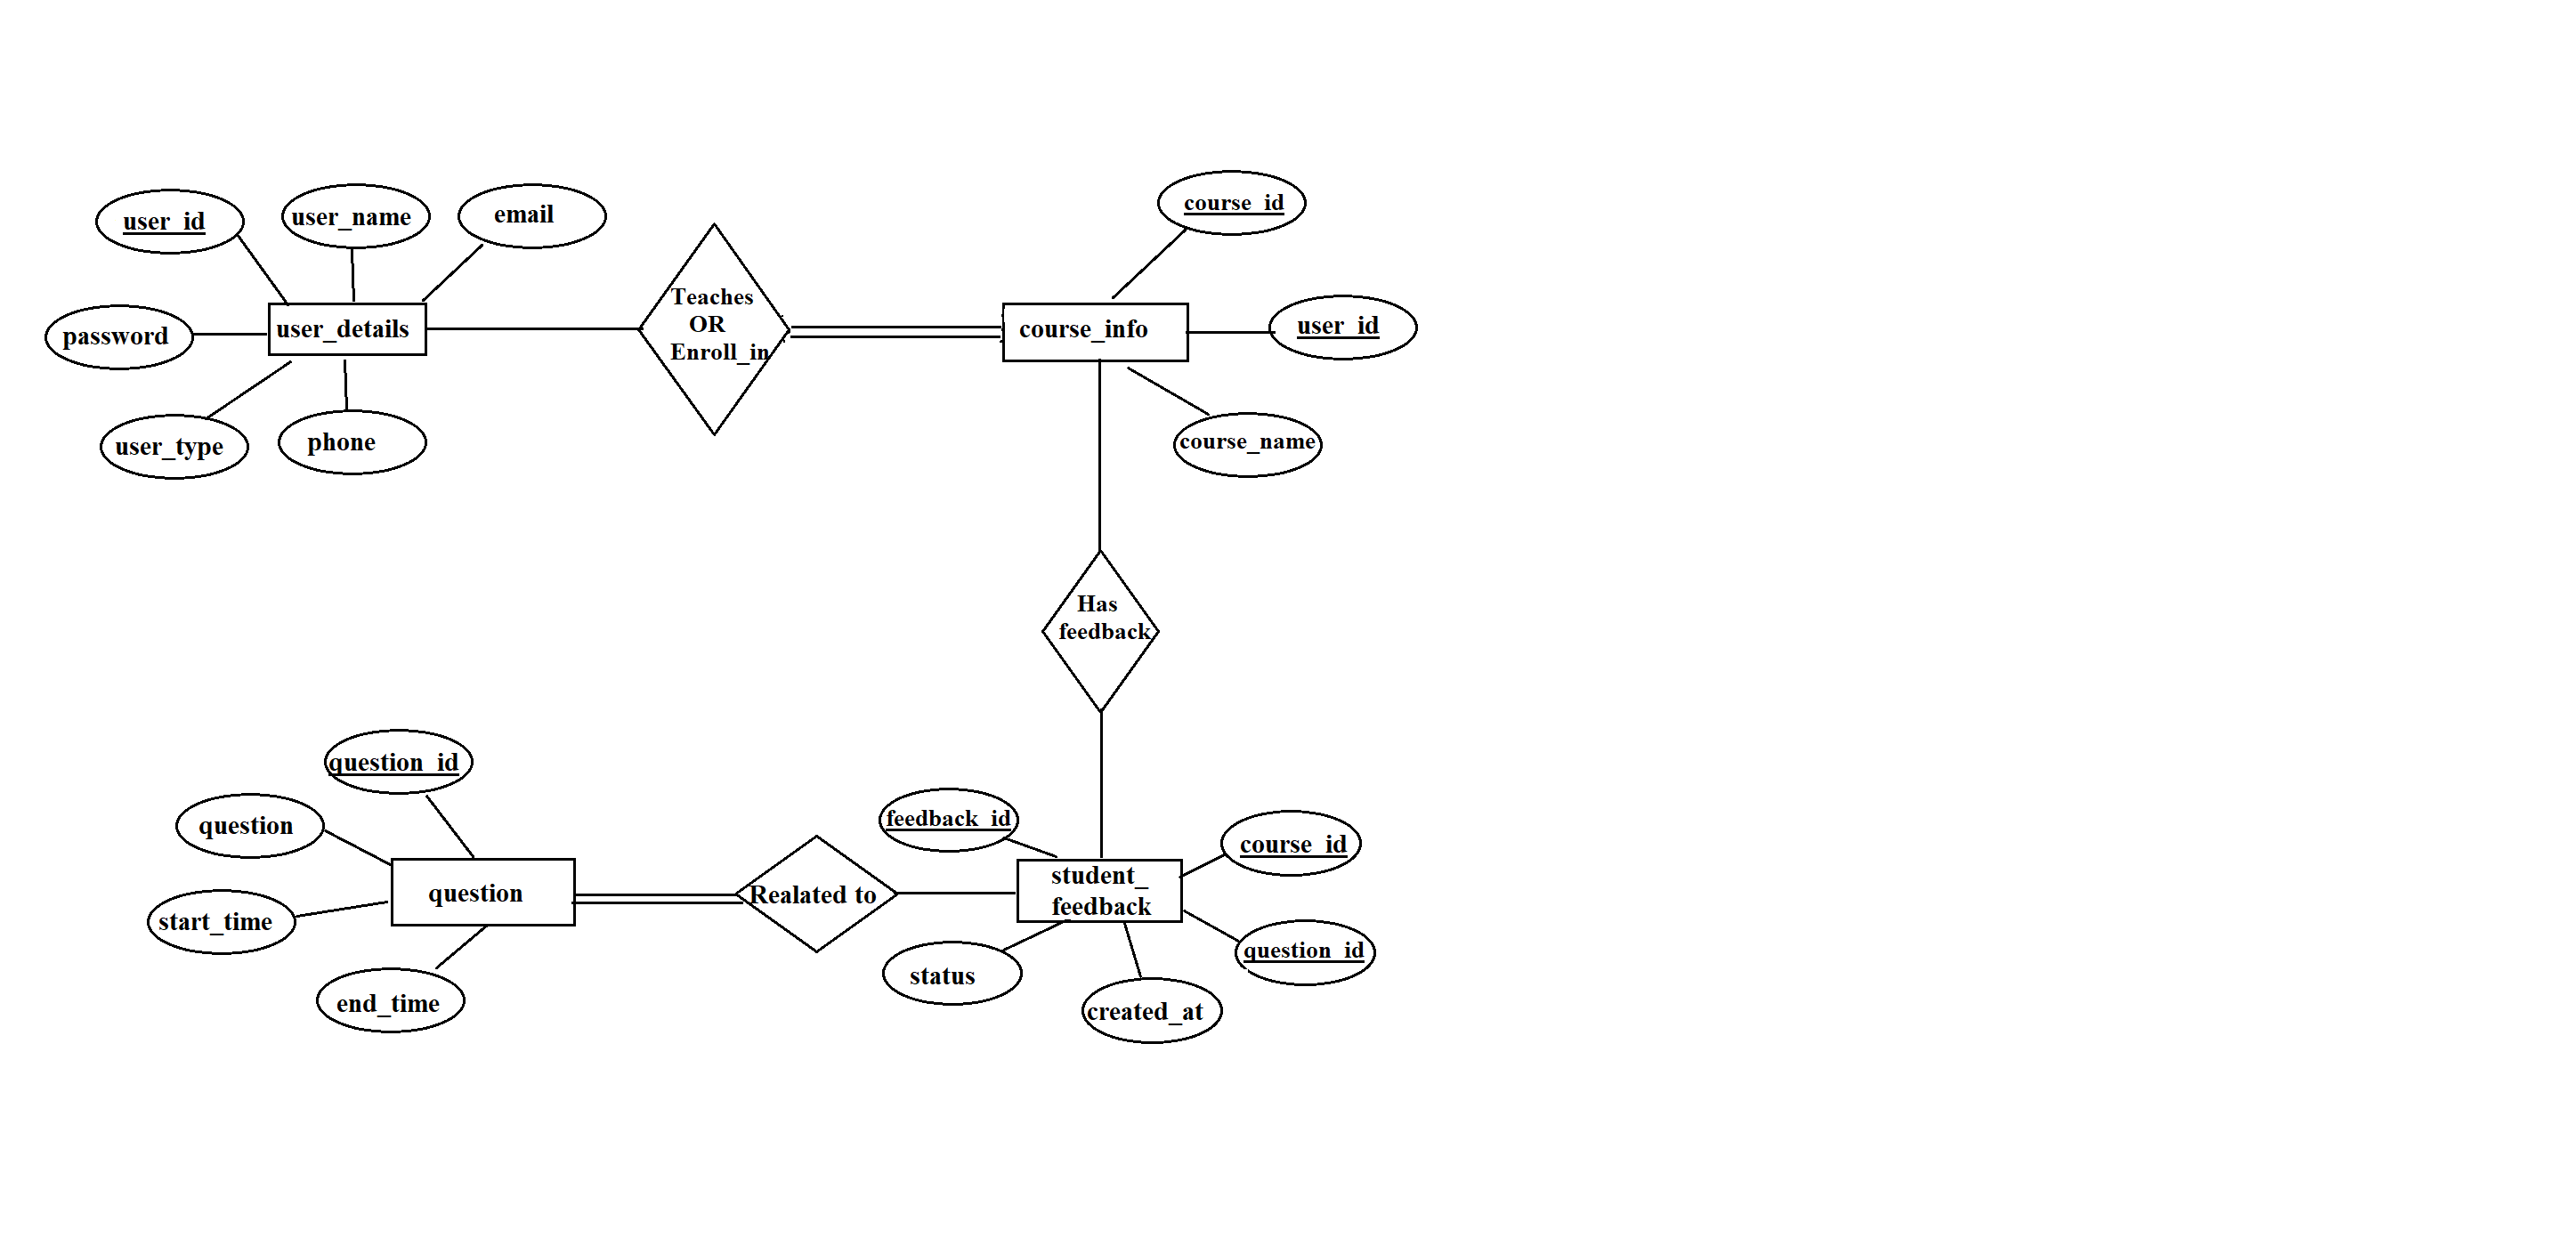 user_id
user_name
email
password
user_details
user_type
phone
Teaches
OR
Enroll_in
course_id
course_info
user_id
course_name
Has
feedback
question_id
question
start_time
question
end_time
Realated to
feedback_id
student_
feedback
course_id
question_id
status
created_at